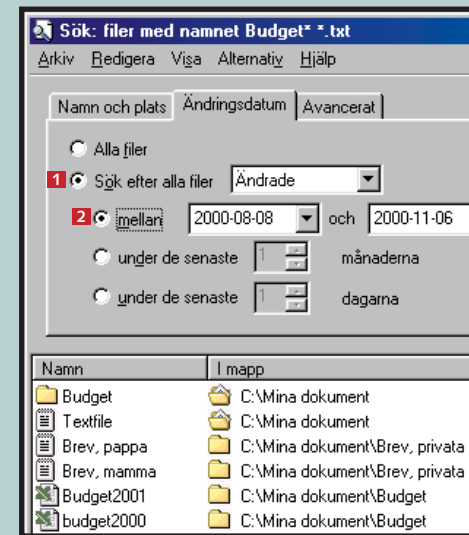 Sök: filer med namnet Budget* *.txt
Arkiv Redigera Visa Alternativ Hjälp
Namn och plats Ändringsdatum Avancerat
Alla filer
1 Sök efter alla filer Ändrade
2 mellan 2000-08-08 och 2000-11-06
under de senaste 1 månaderna
under de senaste 1 dagarna
Namn I mapp
Budget C:\Mina dokument
Textfile C:\Mina dokument
Brev, pappa C:\Mina dokument\Brev, privata
Brev, mamma C:\Mina dokument\Brev, privata
Budget2001 C:\Mina dokument\Budget
budget2000 C:\Mina dokument\Budget